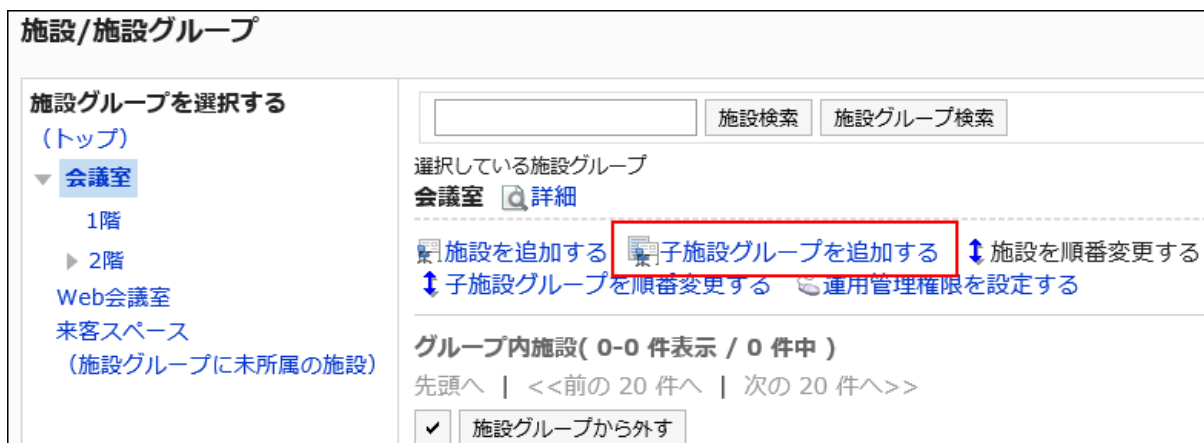 施設/施設グループ
施設グループを選択する
(トップ)
会議室
1階
2階
Web会議室
来客スペース
(施設グループに未所属の施設)
施設検索 施設グループ検索
選択している施設グループ
会議室 詳細
施設を追加する 子施設グループを追加する 施設を順番変更する
子施設グループを順番変更する 運用管理権限を設定する
グループ内施設( 0-0 件表示 / 0 件中 )
先頭へ | <<前の 20 件へ | 次の 20 件へ>>
施設グループから外す